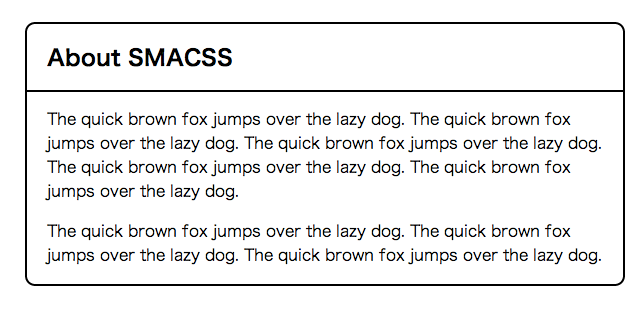 About SMACSS
The quick brown fox jumps over the lazy dog. The quick brown fox
jumps over the lazy dog. The quick brown fox jumps over the lazy dog.
The quick brown fox jumps over the lazy dog. The quick brown fox
jumps over the lazy dog.
The quick brown fox jumps over the lazy dog. The quick brown fox
jumps over the lazy dog. The quick brown fox jumps over the lazy dog.